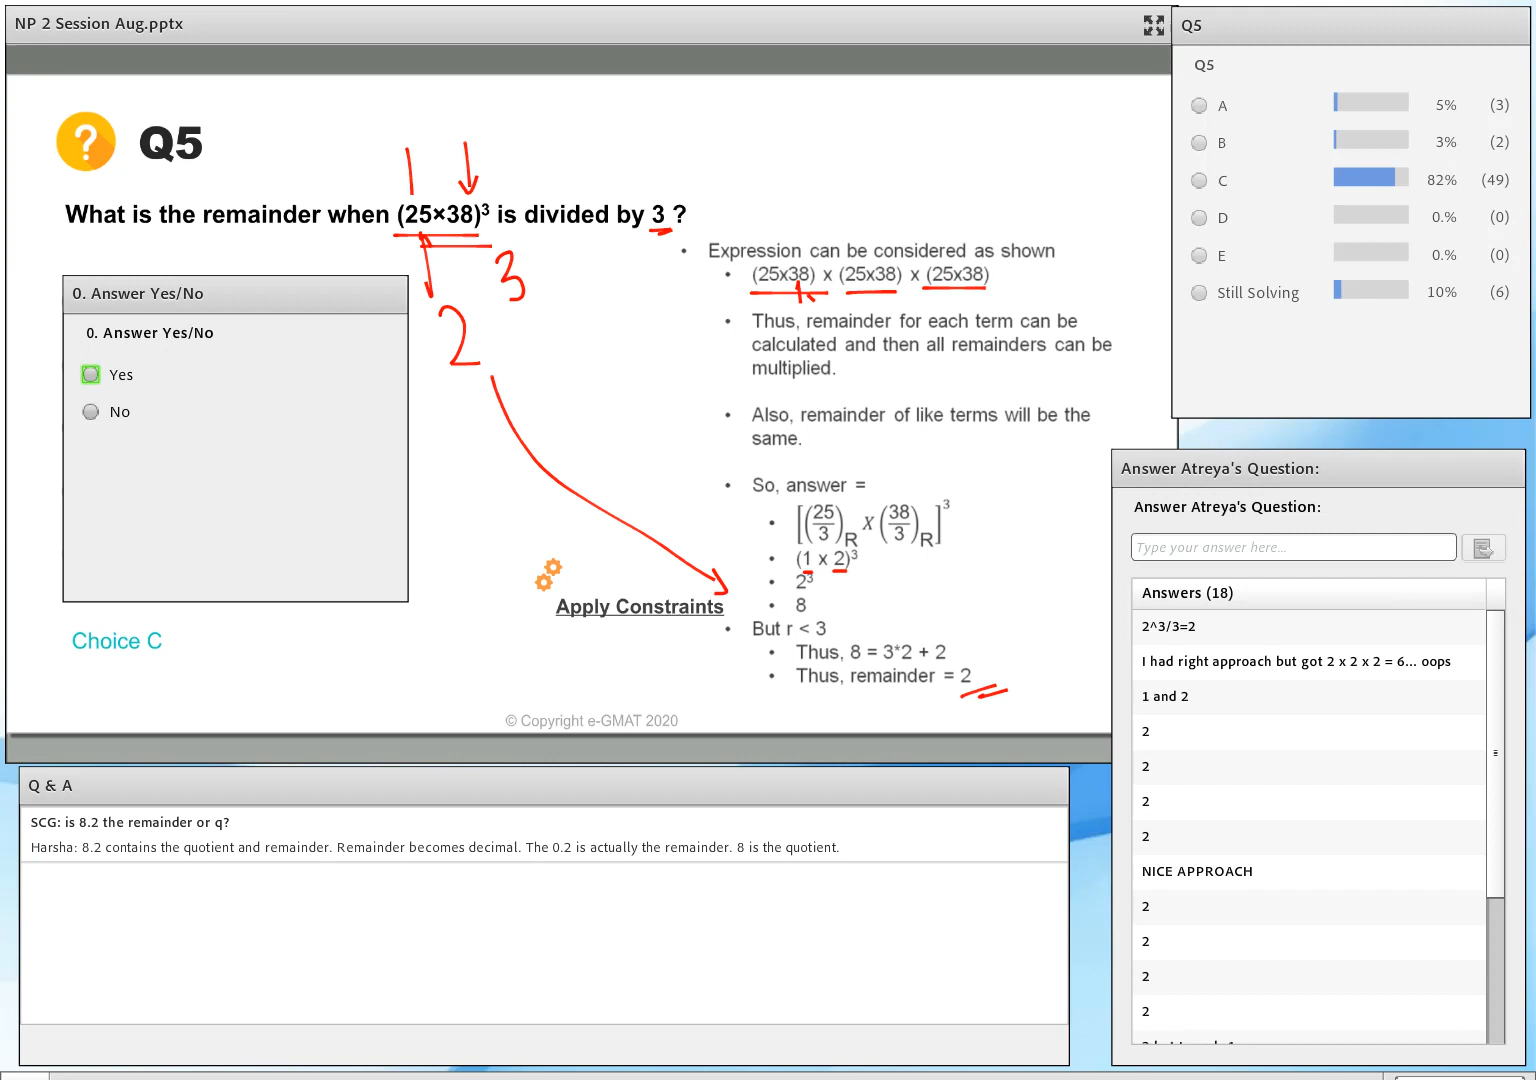 NP 2 Session Aug.pptx
Q5
What is the remainder when (25×38)³ is divided by 3 ?
1
3
2
0. Answer Yes/No
0. Answer Yes/No
Yes
No
Choice C
• Expression can be considered as shown
• (25x38) x (25x38) x (25x38)
• Thus, remainder for each term can be
calculated and then all remainders can be
multiplied.
• Also, remainder of like terms will be the
same.
• So, answer =
• [(25/3)R X (38/3)R]³
• (1 x 2)³
• 2³
• 8
Apply Constraints
• But r < 3
• Thus, 8 = 3*2 + 2
• Thus, remainder = 2
© Copyright e-GMAT 2020
Q5
Q5
A 5% (3)
B 3% (2)
C 82% (49)
D 0.% (0)
E 0.% (0)
Still Solving 10% (6)
Answer Atreya's Question:
Answer Atreya's Question:
Type your answer here...
Answers (18)
2^3/3=2
I had right approach but got 2 x 2 x 2 = 6... oops
1 and 2
2
2
2
2
NICE APPROACH
2
2
2
2
Q & A
SCG: is 8.2 the remainder or q?
Harsha: 8.2 contains the quotient and remainder. Remainder becomes decimal. The 0.2 is actually the remainder. 8 is the quotient.